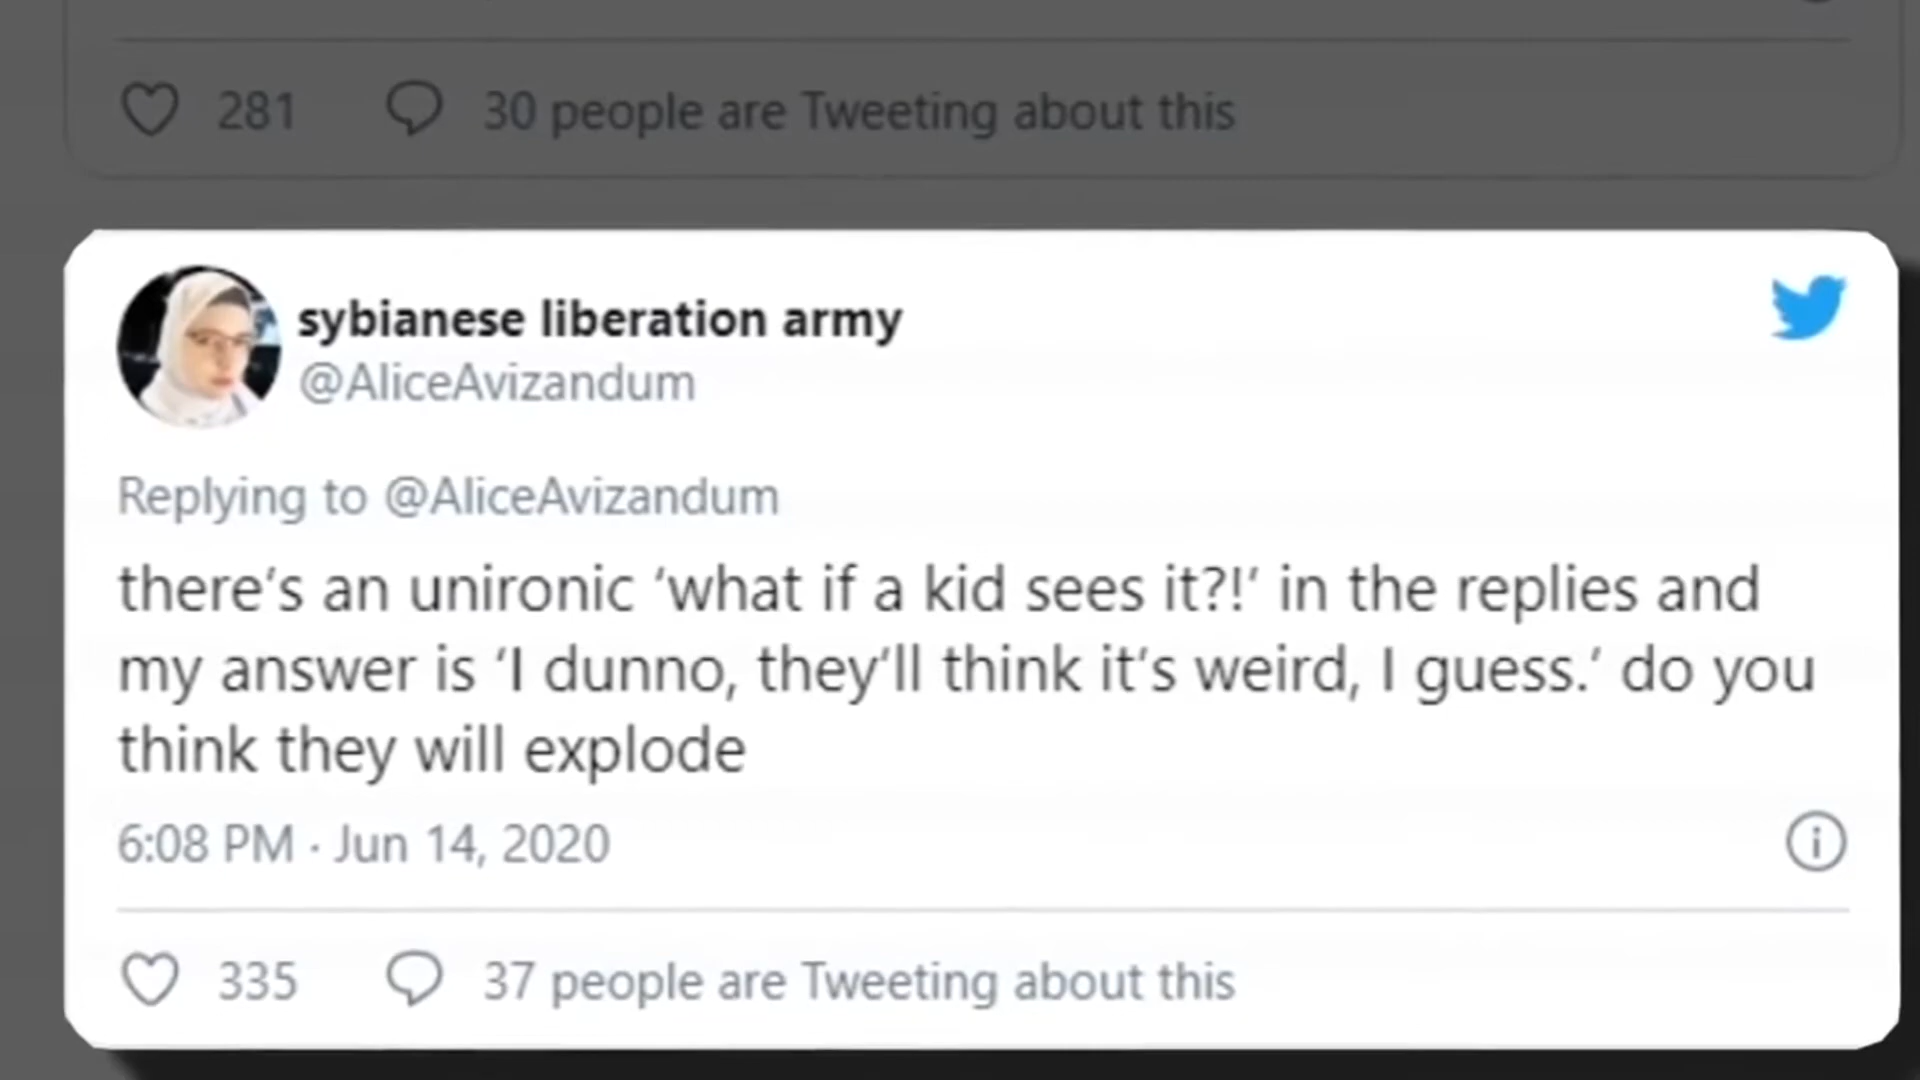 281 30 people are Tweeting about this
sybianese liberation army
@AliceAvizandum
Replying to @AliceAvizandum
there’s an unironic ‘what if a kid sees it?!’ in the replies and
my answer is ‘I dunno, they’ll think it’s weird, I guess.’ do you
think they will explode
6:08 PM · Jun 14, 2020
335 37 people are Tweeting about this